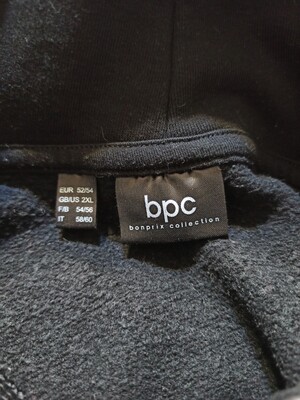 EUR 52/54
GB/US 2XL
F/B 54/56
IT 58/60
bpc
bonprix collection